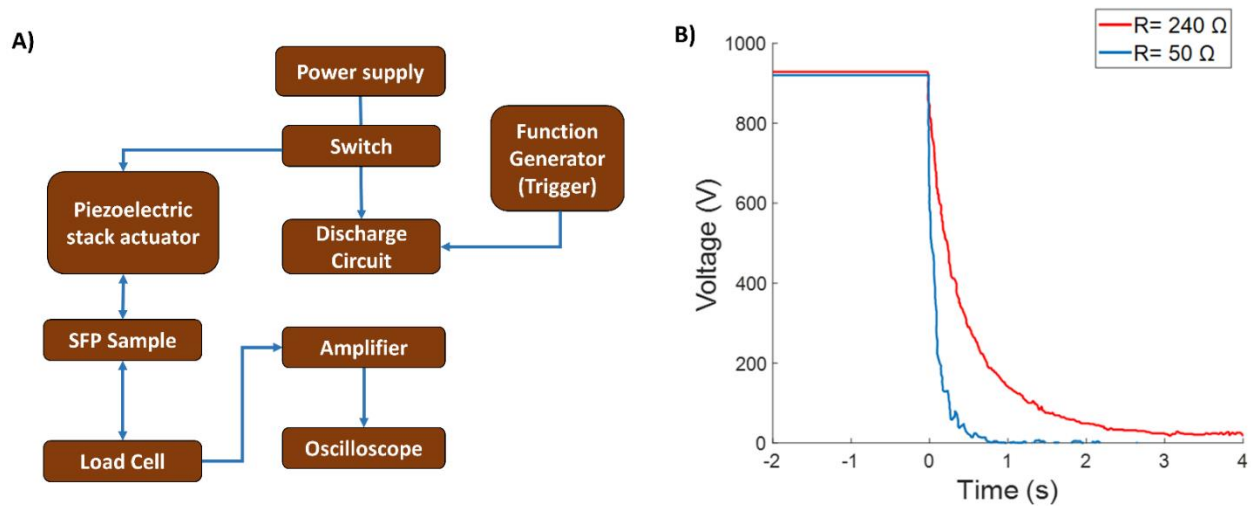 A)
Power supply
Switch
Function
Generator
(Trigger)
Piezoelectric
stack actuator
Discharge
Circuit
SFP Sample
Amplifier
Load Cell
Oscilloscope
B)
R= 240 Ω
R= 50 Ω
1000
800
600
400
200
0
Voltage (V)
-2 -1 0 1 2 3 4
Time (s)